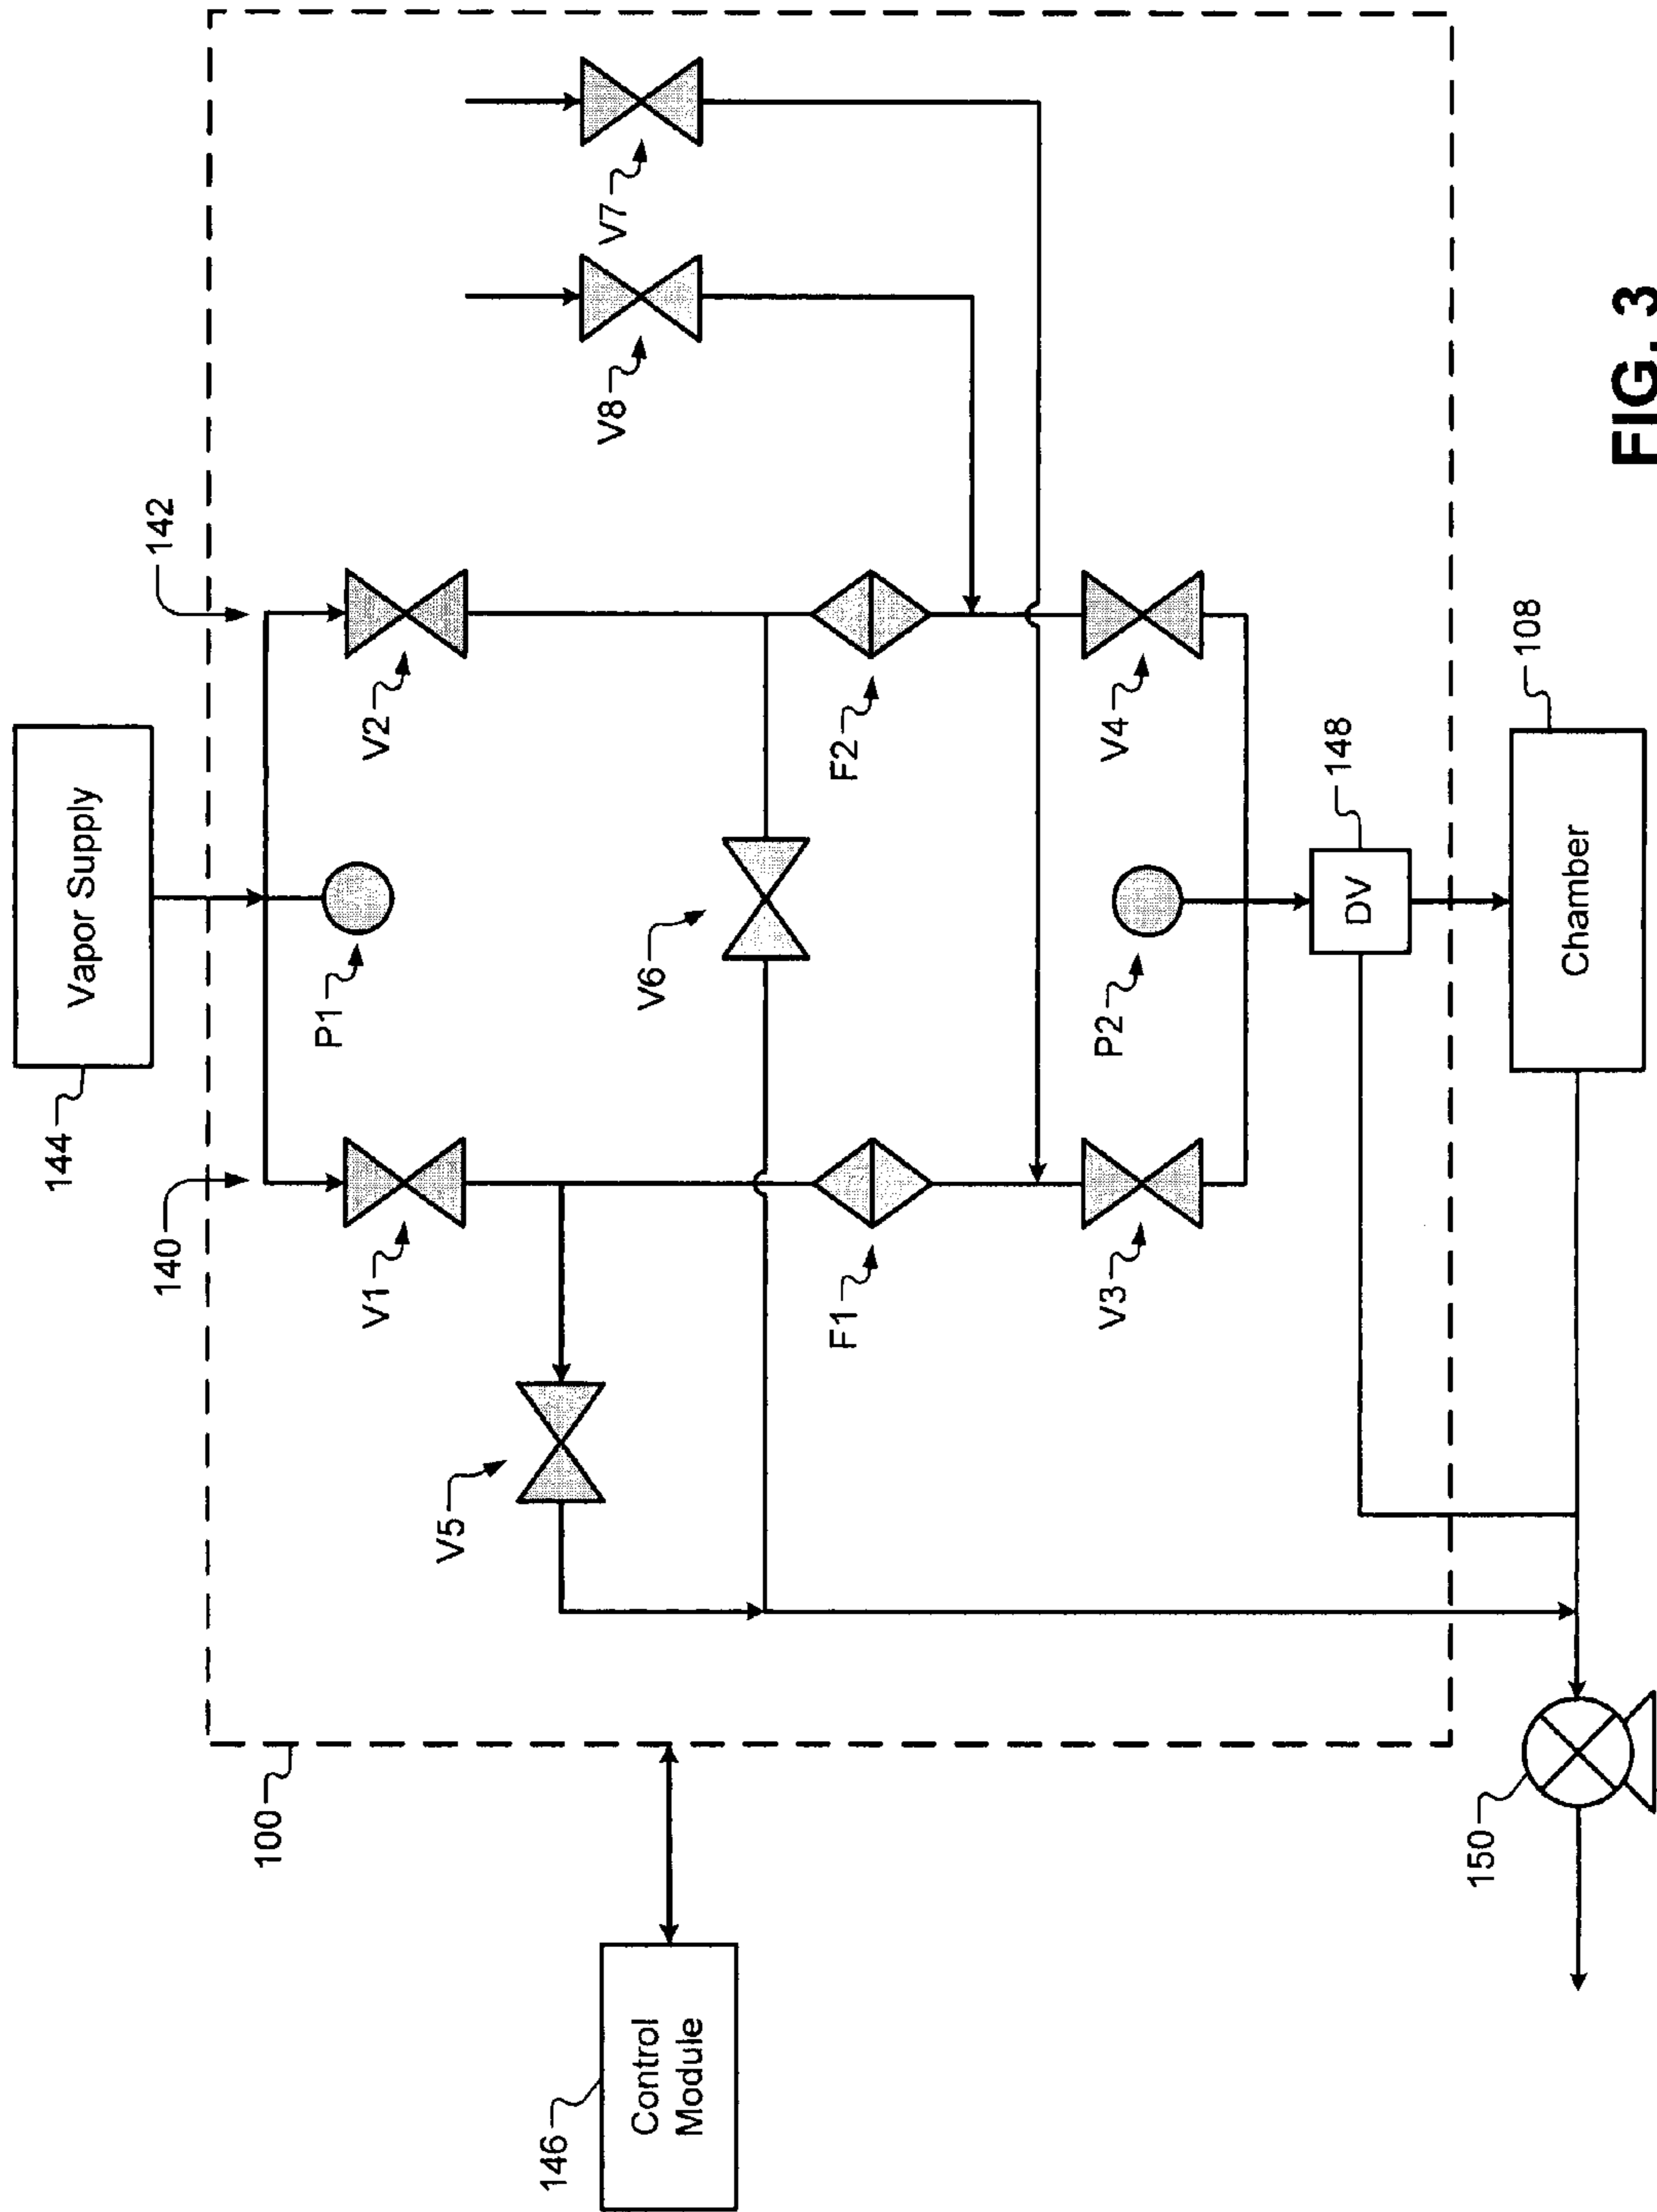 144
Vapor Supply
140
142
100
V1
P1
V2
V5
V6
V8
V7
146
Control
Module
F1
F2
V3
P2
V4
148
DV
150
Chamber
108
FIG. 3